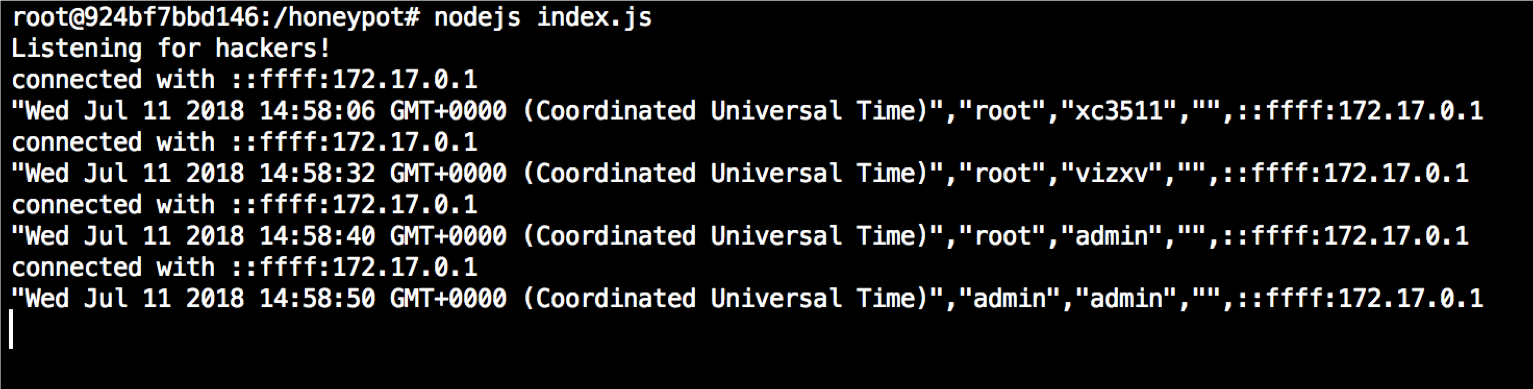 root@924bf7bbd146:/honeypot# nodejs index.js
Listening for hackers!
connected with ::ffff:172.17.0.1
"Wed Jul 11 2018 14:58:06 GMT+0000 (Coordinated Universal Time)","root","xc3511","",::ffff:172.17.0.1
connected with ::ffff:172.17.0.1
"Wed Jul 11 2018 14:58:32 GMT+0000 (Coordinated Universal Time)","root","vizxv","",::ffff:172.17.0.1
connected with ::ffff:172.17.0.1
"Wed Jul 11 2018 14:58:40 GMT+0000 (Coordinated Universal Time)","root","admin","",::ffff:172.17.0.1
connected with ::ffff:172.17.0.1
"Wed Jul 11 2018 14:58:50 GMT+0000 (Coordinated Universal Time)","admin","admin","",::ffff:172.17.0.1